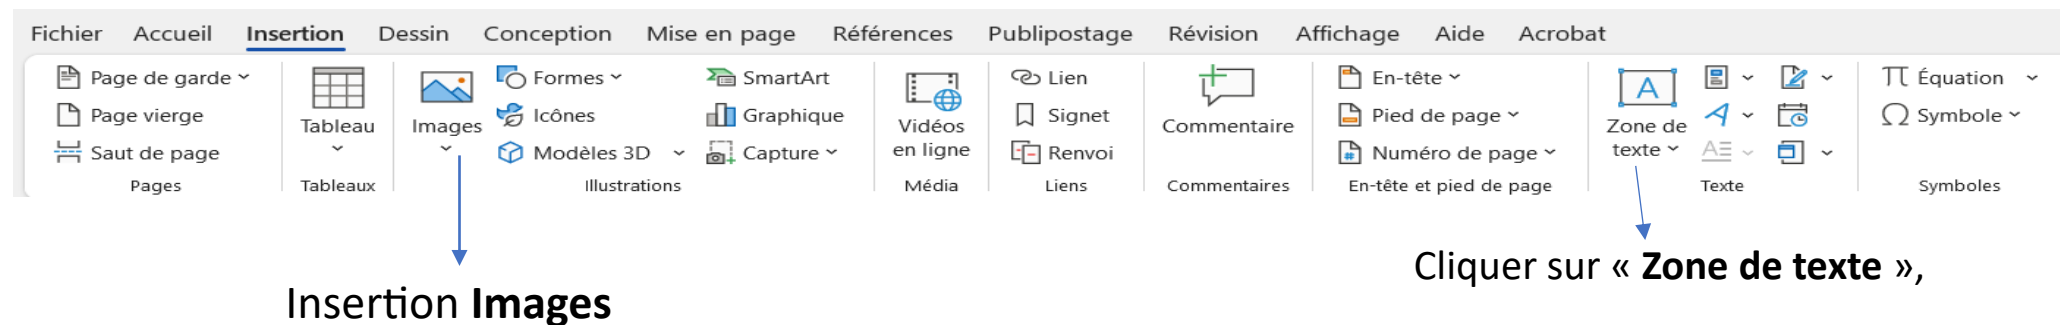 Fichier Accueil Insertion Dessin Conception Mise en page Références Publipostage Révision Affichage Aide Acrobat
Page de garde Formes SmartArt Lien En-tête Équation
Page vierge Tableau Images Icônes Graphique Vidéos Signet Commentaire Pied de page Zone de Symbole
Saut de page Modèles 3D Capture en ligne Renvoi Numéro de page texte
Pages Tableaux Illustrations Média Liens Commentaires En-tête et pied de page Texte Symboles
Cliquer sur « Zone de texte »,
Insertion Images